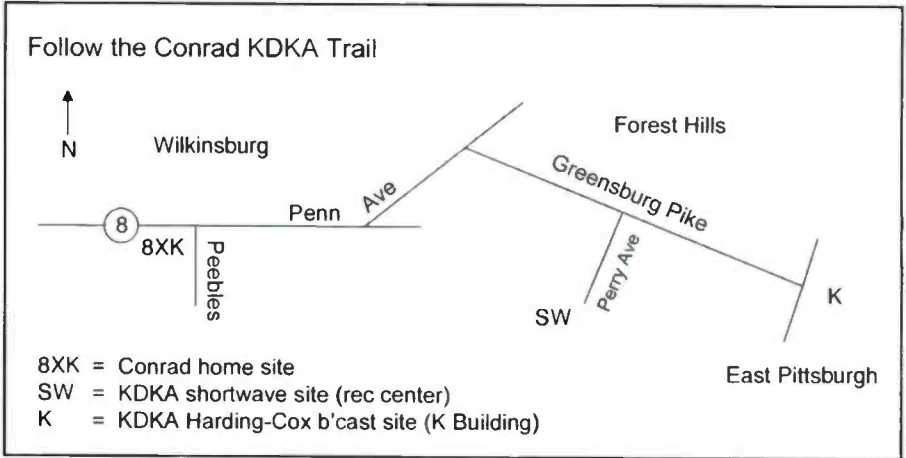 Follow the Conrad KDKA Trail
N
Wilkinsburg
Forest Hills
Penn Ave
Greensburg Pike
8
8XK
Peebles
Perry Ave
SW
K
East Pittsburgh
8XK = Conrad home site
SW = KDKA shortwave site (rec center)
K = KDKA Harding-Cox b'cast site (K Building)